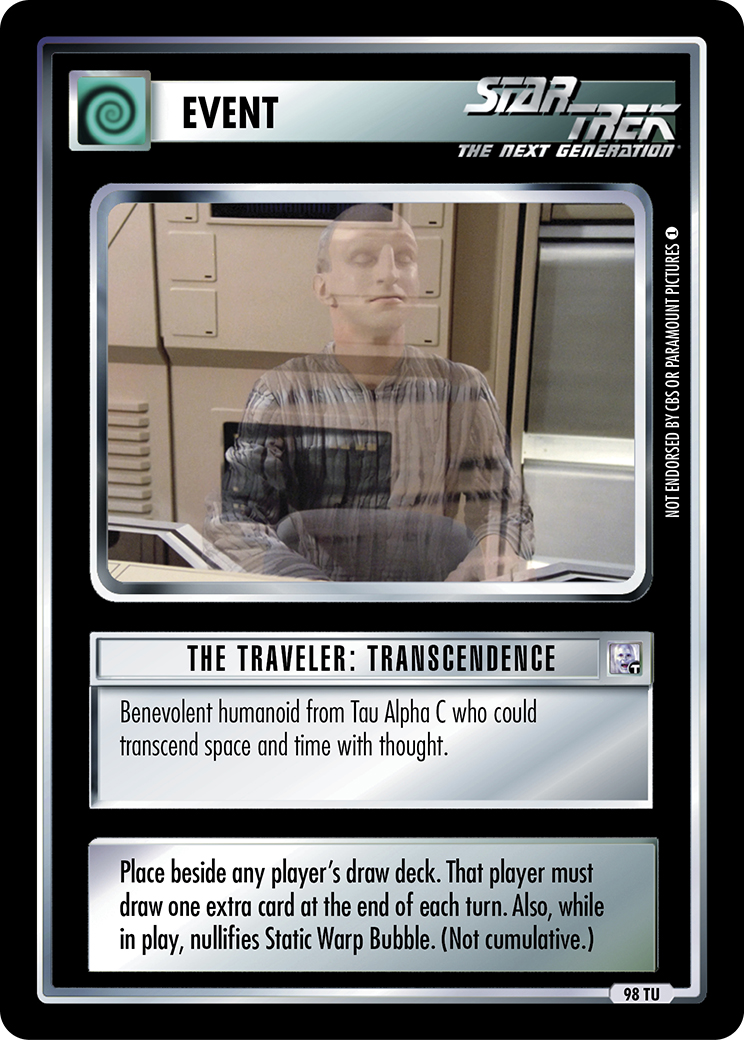 EVENT
STAR TREK
THE NEXT GENERATION
NOT ENDORSED BY CBS OR PARAMOUNT PICTURES 1
THE TRAVELER: TRANSCENDENCE
T
Benevolent humanoid from Tau Alpha C who could
transcend space and time with thought.
Place beside any player's draw deck. That player must
draw one extra card at the end of each turn. Also, while
in play, nullifies Static Warp Bubble. (Not cumulative.)
98 TU